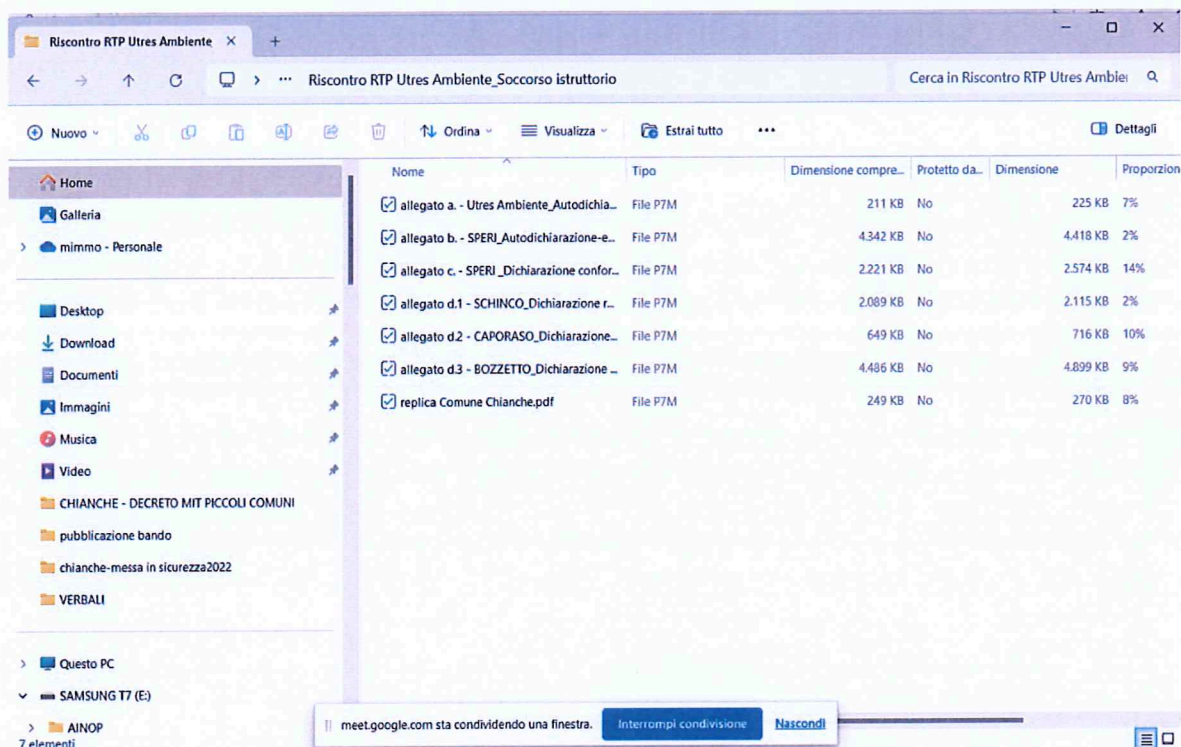 Riscontro RTP Utres Ambiente
Riscontro RTP Utres Ambiente_Soccorso istruttorio
Cerca in Riscontro RTP Utres Ambie
Nuovo
Ordina
Visualizza
Estrai tutto
Dettagli
Home
Galleria
mimmo - Personale
Desktop
Download
Documenti
Immagini
Musica
Video
CHIANCHE - DECRETO MIT PICCOLI COMUNI
pubblicazione bando
chianche-messa in sicurezza2022
VERBALI
Questo PC
SAMSUNG T7 (E:)
AINOP
7 elementi
Nome Tipo Dimensione compre... Protetto da... Dimensione Proporzion
allegato a. - Utres Ambiente_Autodichia... File P7M 211 KB No 225 KB 7%
allegato b. - SPERI_Autodichiarazione-e... File P7M 4.342 KB No 4.418 KB 2%
allegato c. - SPERI _Dichiarazione confor... File P7M 2.221 KB No 2.574 KB 14%
allegato d.1 - SCHINCO_Dichiarazione r... File P7M 2.089 KB No 2.115 KB 2%
allegato d.2 - CAPORASO_Dichiarazione... File P7M 649 KB No 716 KB 10%
allegato d.3 - BOZZETTO_Dichiarazione ... File P7M 4.486 KB No 4.899 KB 9%
replica Comune Chianche.pdf File P7M 249 KB No 270 KB 8%
meet.google.com sta condividendo una finestra. Interrompi condivisione Nascondi